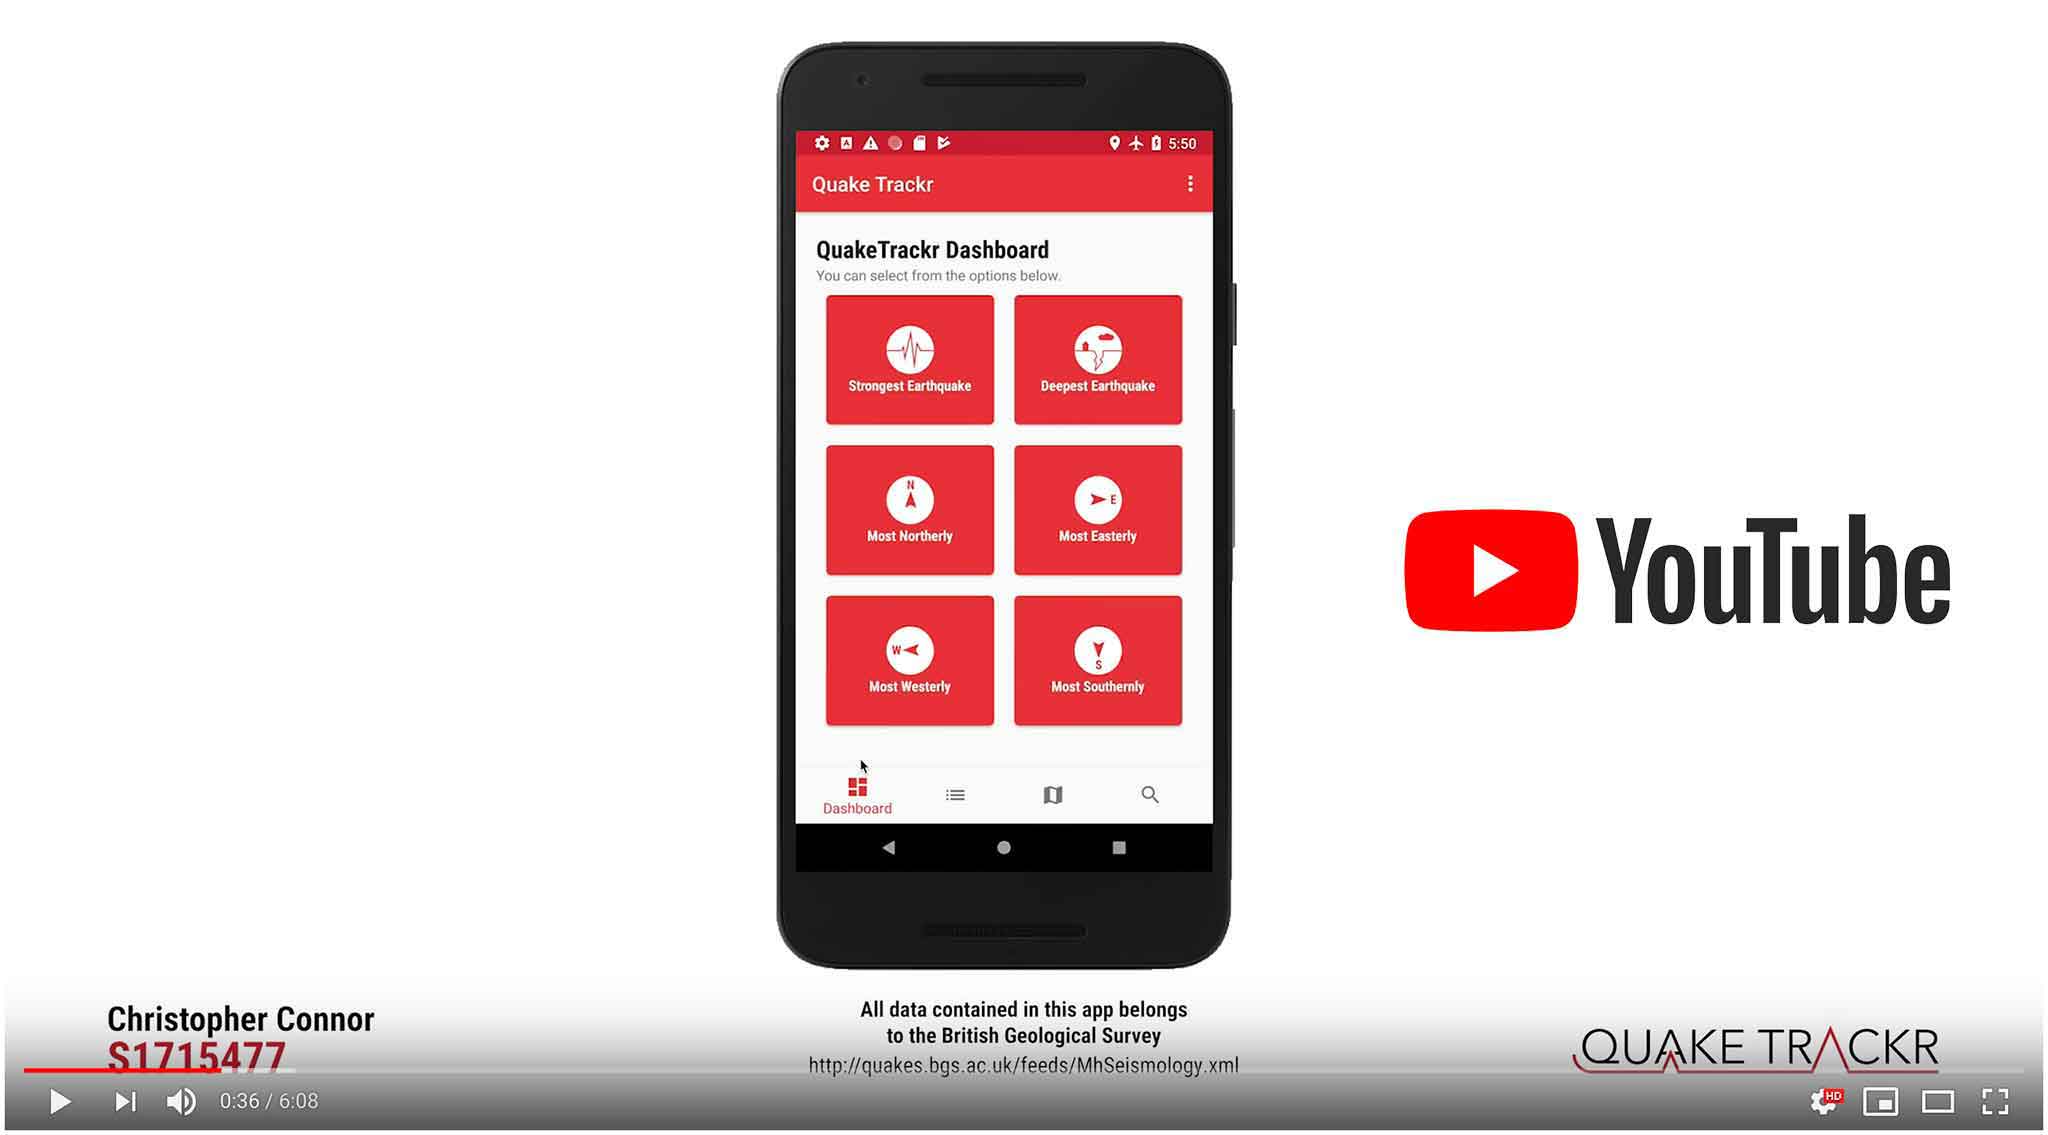 5:50
Quake Trackr
QuakeTrackr Dashboard
You can select from the options below.
Strongest Earthquake
Deepest Earthquake
N
Most Northerly
E
Most Easterly
W
Most Westerly
S
Most Southernly
Dashboard
YouTube
Christopher Connor
S1715477
All data contained in this app belongs
to the British Geological Survey
http://quakes.bgs.ac.uk/feeds/MhSeismology.xml
QUAKE TRACKR
0:36 / 6:08
HD